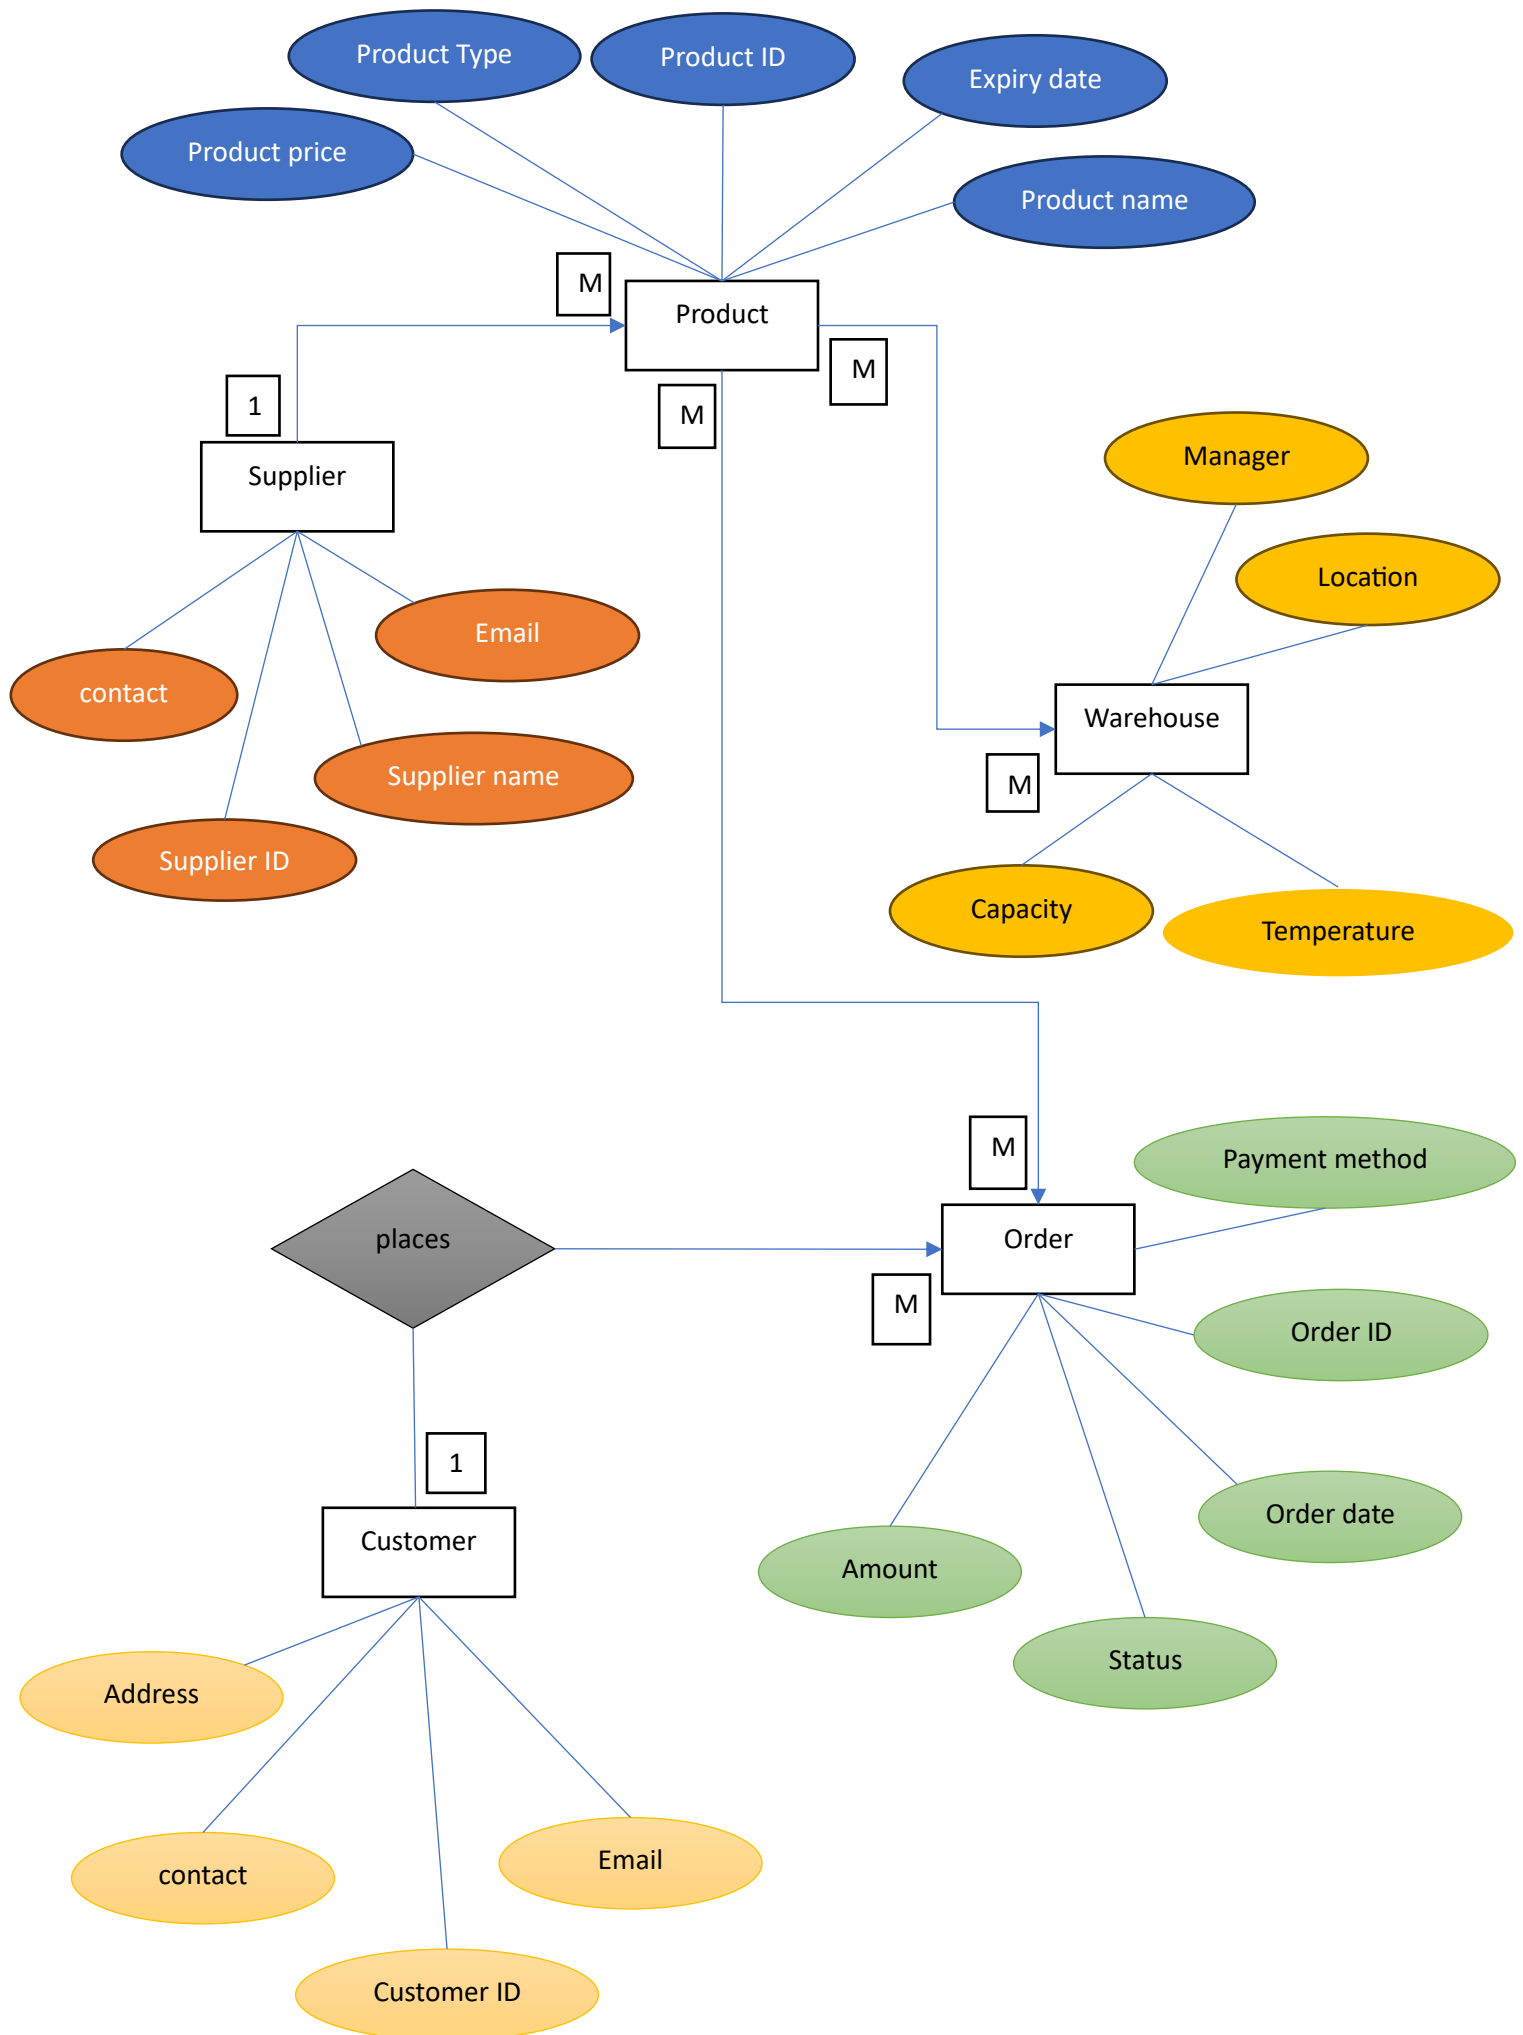 Product Type
Product ID
Expiry date
Product price
Product name
M
Product
M
1
M
Supplier
Manager
Location
Email
contact
Warehouse
Supplier name
M
Supplier ID
Capacity
Temperature
M
Payment method
places
Order
M
Order ID
1
Order date
Customer
Amount
Status
Address
contact
Email
Customer ID